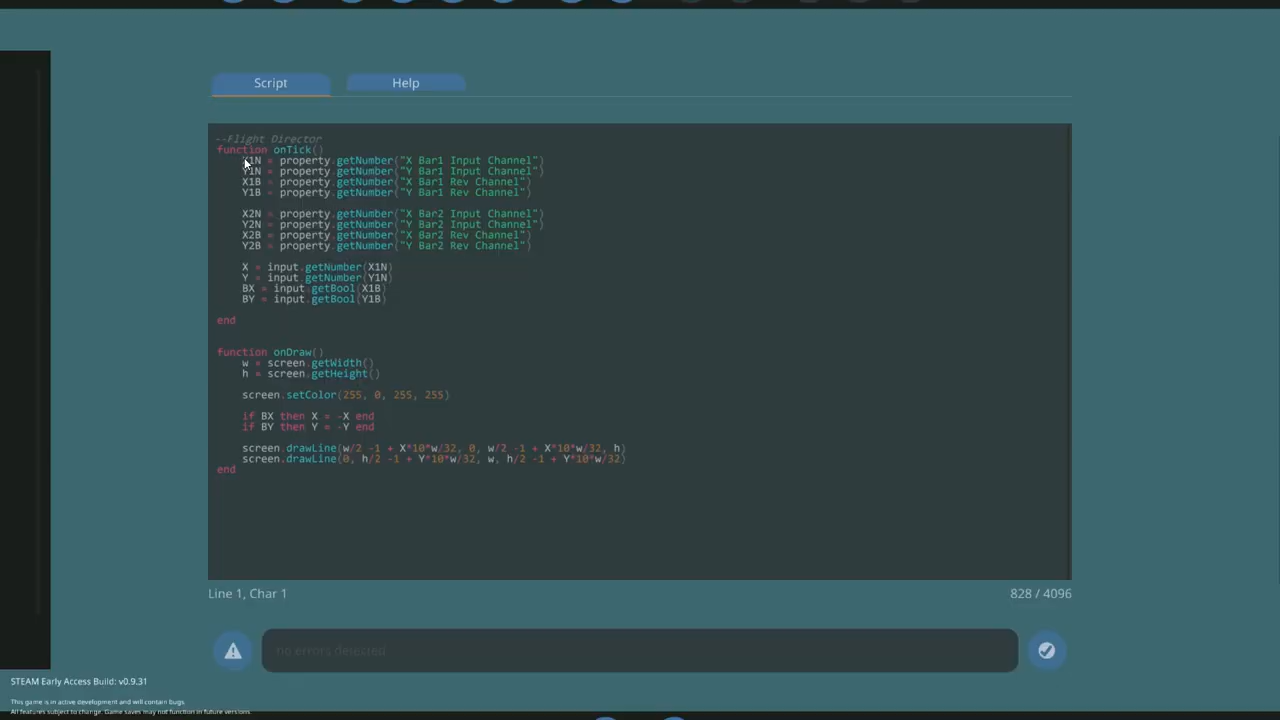 Script
Help
--Flight Director
function onTick()
X1N = property.getNumber("X Bar1 Input Channel")
Y1N = property.getNumber("Y Bar1 Input Channel")
X1B = property.getNumber("X Bar1 Rev Channel")
Y1B = property.getNumber("Y Bar1 Rev Channel")
X2N = property.getNumber("X Bar2 Input Channel")
Y2N = property.getNumber("Y Bar2 Input Channel")
X2B = property.getNumber("X Bar2 Rev Channel")
Y2B = property.getNumber("Y Bar2 Rev Channel")
X = input.getNumber(X1N)
Y = input.getNumber(Y1N)
BX = input.getBool(X1B)
BY = input.getBool(Y1B)
end
function onDraw()
w = screen.getWidth()
h = screen.getHeight()
screen.setColor(255, 0, 255, 255)
if BX then X = -X end
if BY then Y = -Y end
screen.drawLine(w/2 -1 + X*10*w/32, 0, w/2 -1 + X*10*w/32, h)
screen.drawLine(0, h/2 -1 + Y*10*w/32, w, h/2 -1 + Y*10*w/32)
end
Line 1, Char 1
828 / 4096
no errors detected
STEAM Early Access Build: v0.9.31
This game is in active development and will contain bugs.
All features subject to change. Game saves may not function in future versions.